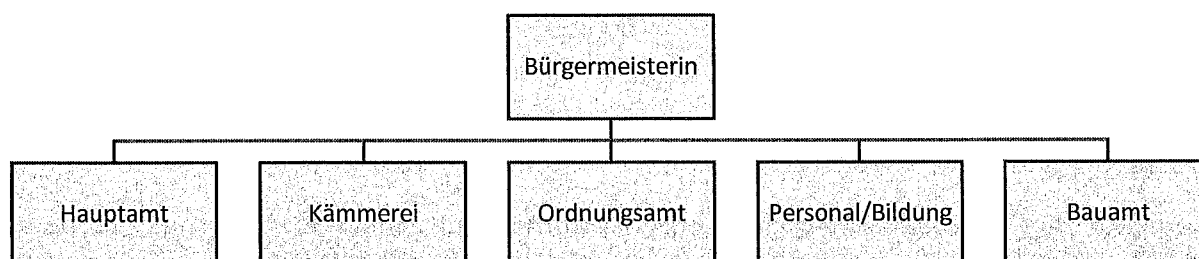 Bürgermeisterin
Hauptamt
Kämmerei
Ordnungsamt
Personal/Bildung
Bauamt